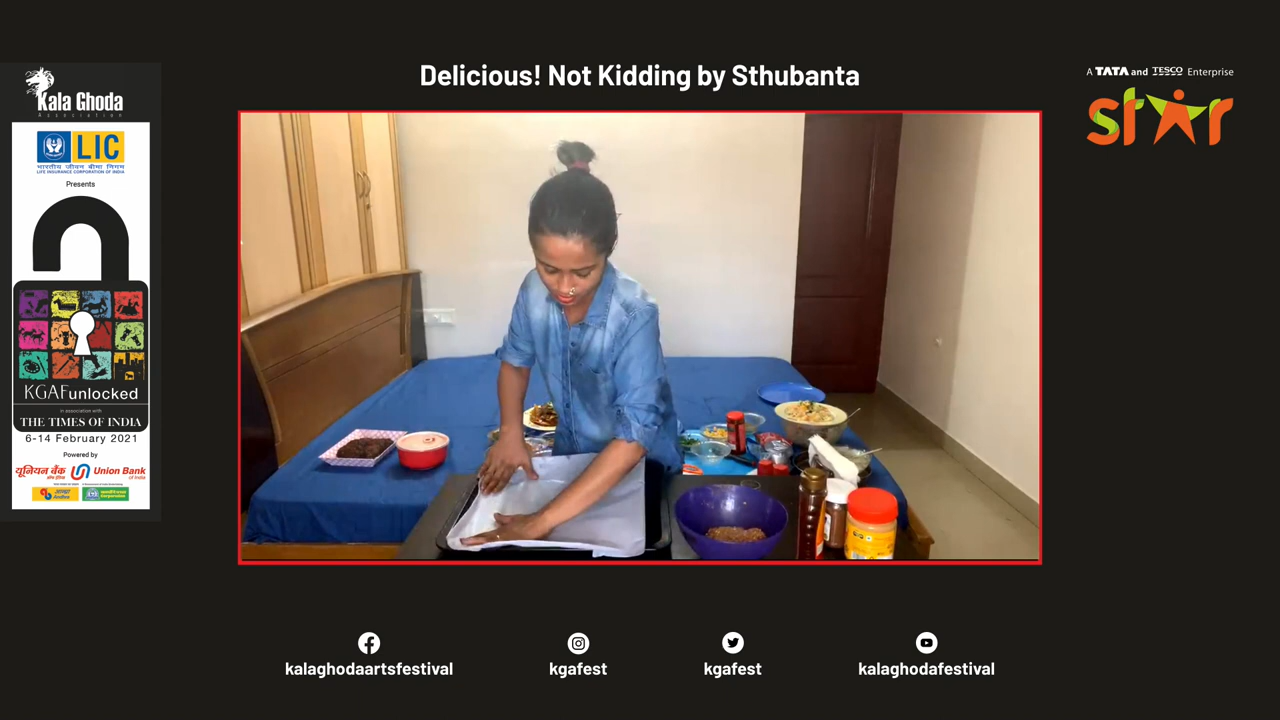 Delicious! Not Kidding by Sthubanta
Kala Ghoda
Association
LIC
भारतीय जीवन बीमा निगम
LIFE INSURANCE CORPORATION OF INDIA
Presents
KGAFunlocked
in association with
THE TIMES OF INDIA
6-14 February 2021
Powered by
यूनियन बैंक
Union Bank
of India
A TATA and TESCO Enterprise
star
kalaghodaartsfestival
kgafest
kgafest
kalaghodafestival